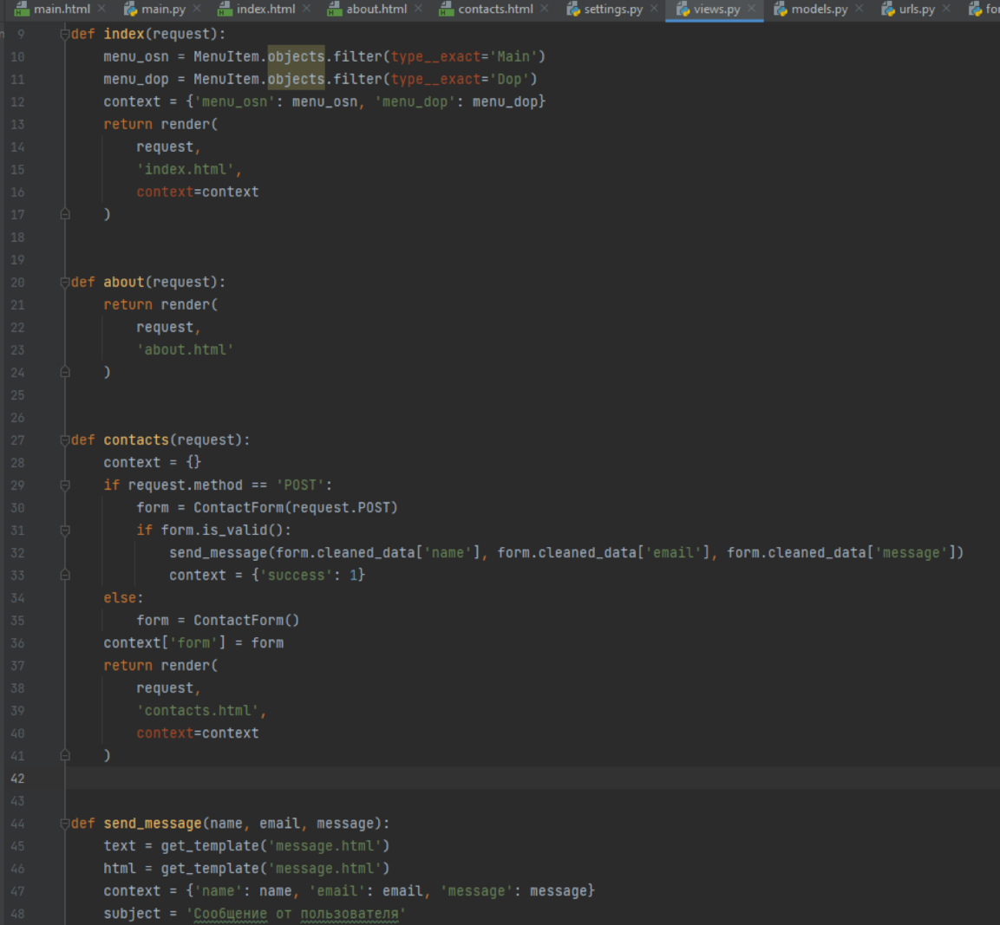 main.html main.py index.html about.html contacts.html settings.py views.py models.py urls.py for
9 def index(request):
10     menu_osn = MenuItem.objects.filter(type__exact='Main')
11     menu_dop = MenuItem.objects.filter(type__exact='Dop')
12     context = {'menu_osn': menu_osn, 'menu_dop': menu_dop}
13     return render(
14         request,
15         'index.html',
16         context=context
17     )
18
19
20 def about(request):
21     return render(
22         request,
23         'about.html'
24     )
25
26
27 def contacts(request):
28     context = {}
29     if request.method == 'POST':
30         form = ContactForm(request.POST)
31         if form.is_valid():
32             send_message(form.cleaned_data['name'], form.cleaned_data['email'], form.cleaned_data['message'])
33             context = {'success': 1}
34     else:
35         form = ContactForm()
36     context['form'] = form
37     return render(
38         request,
39         'contacts.html',
40         context=context
41     )
42
43
44 def send_message(name, email, message):
45     text = get_template('message.html')
46     html = get_template('message.html')
47     context = {'name': name, 'email': email, 'message': message}
48     subject = 'Сообщение от пользователя'